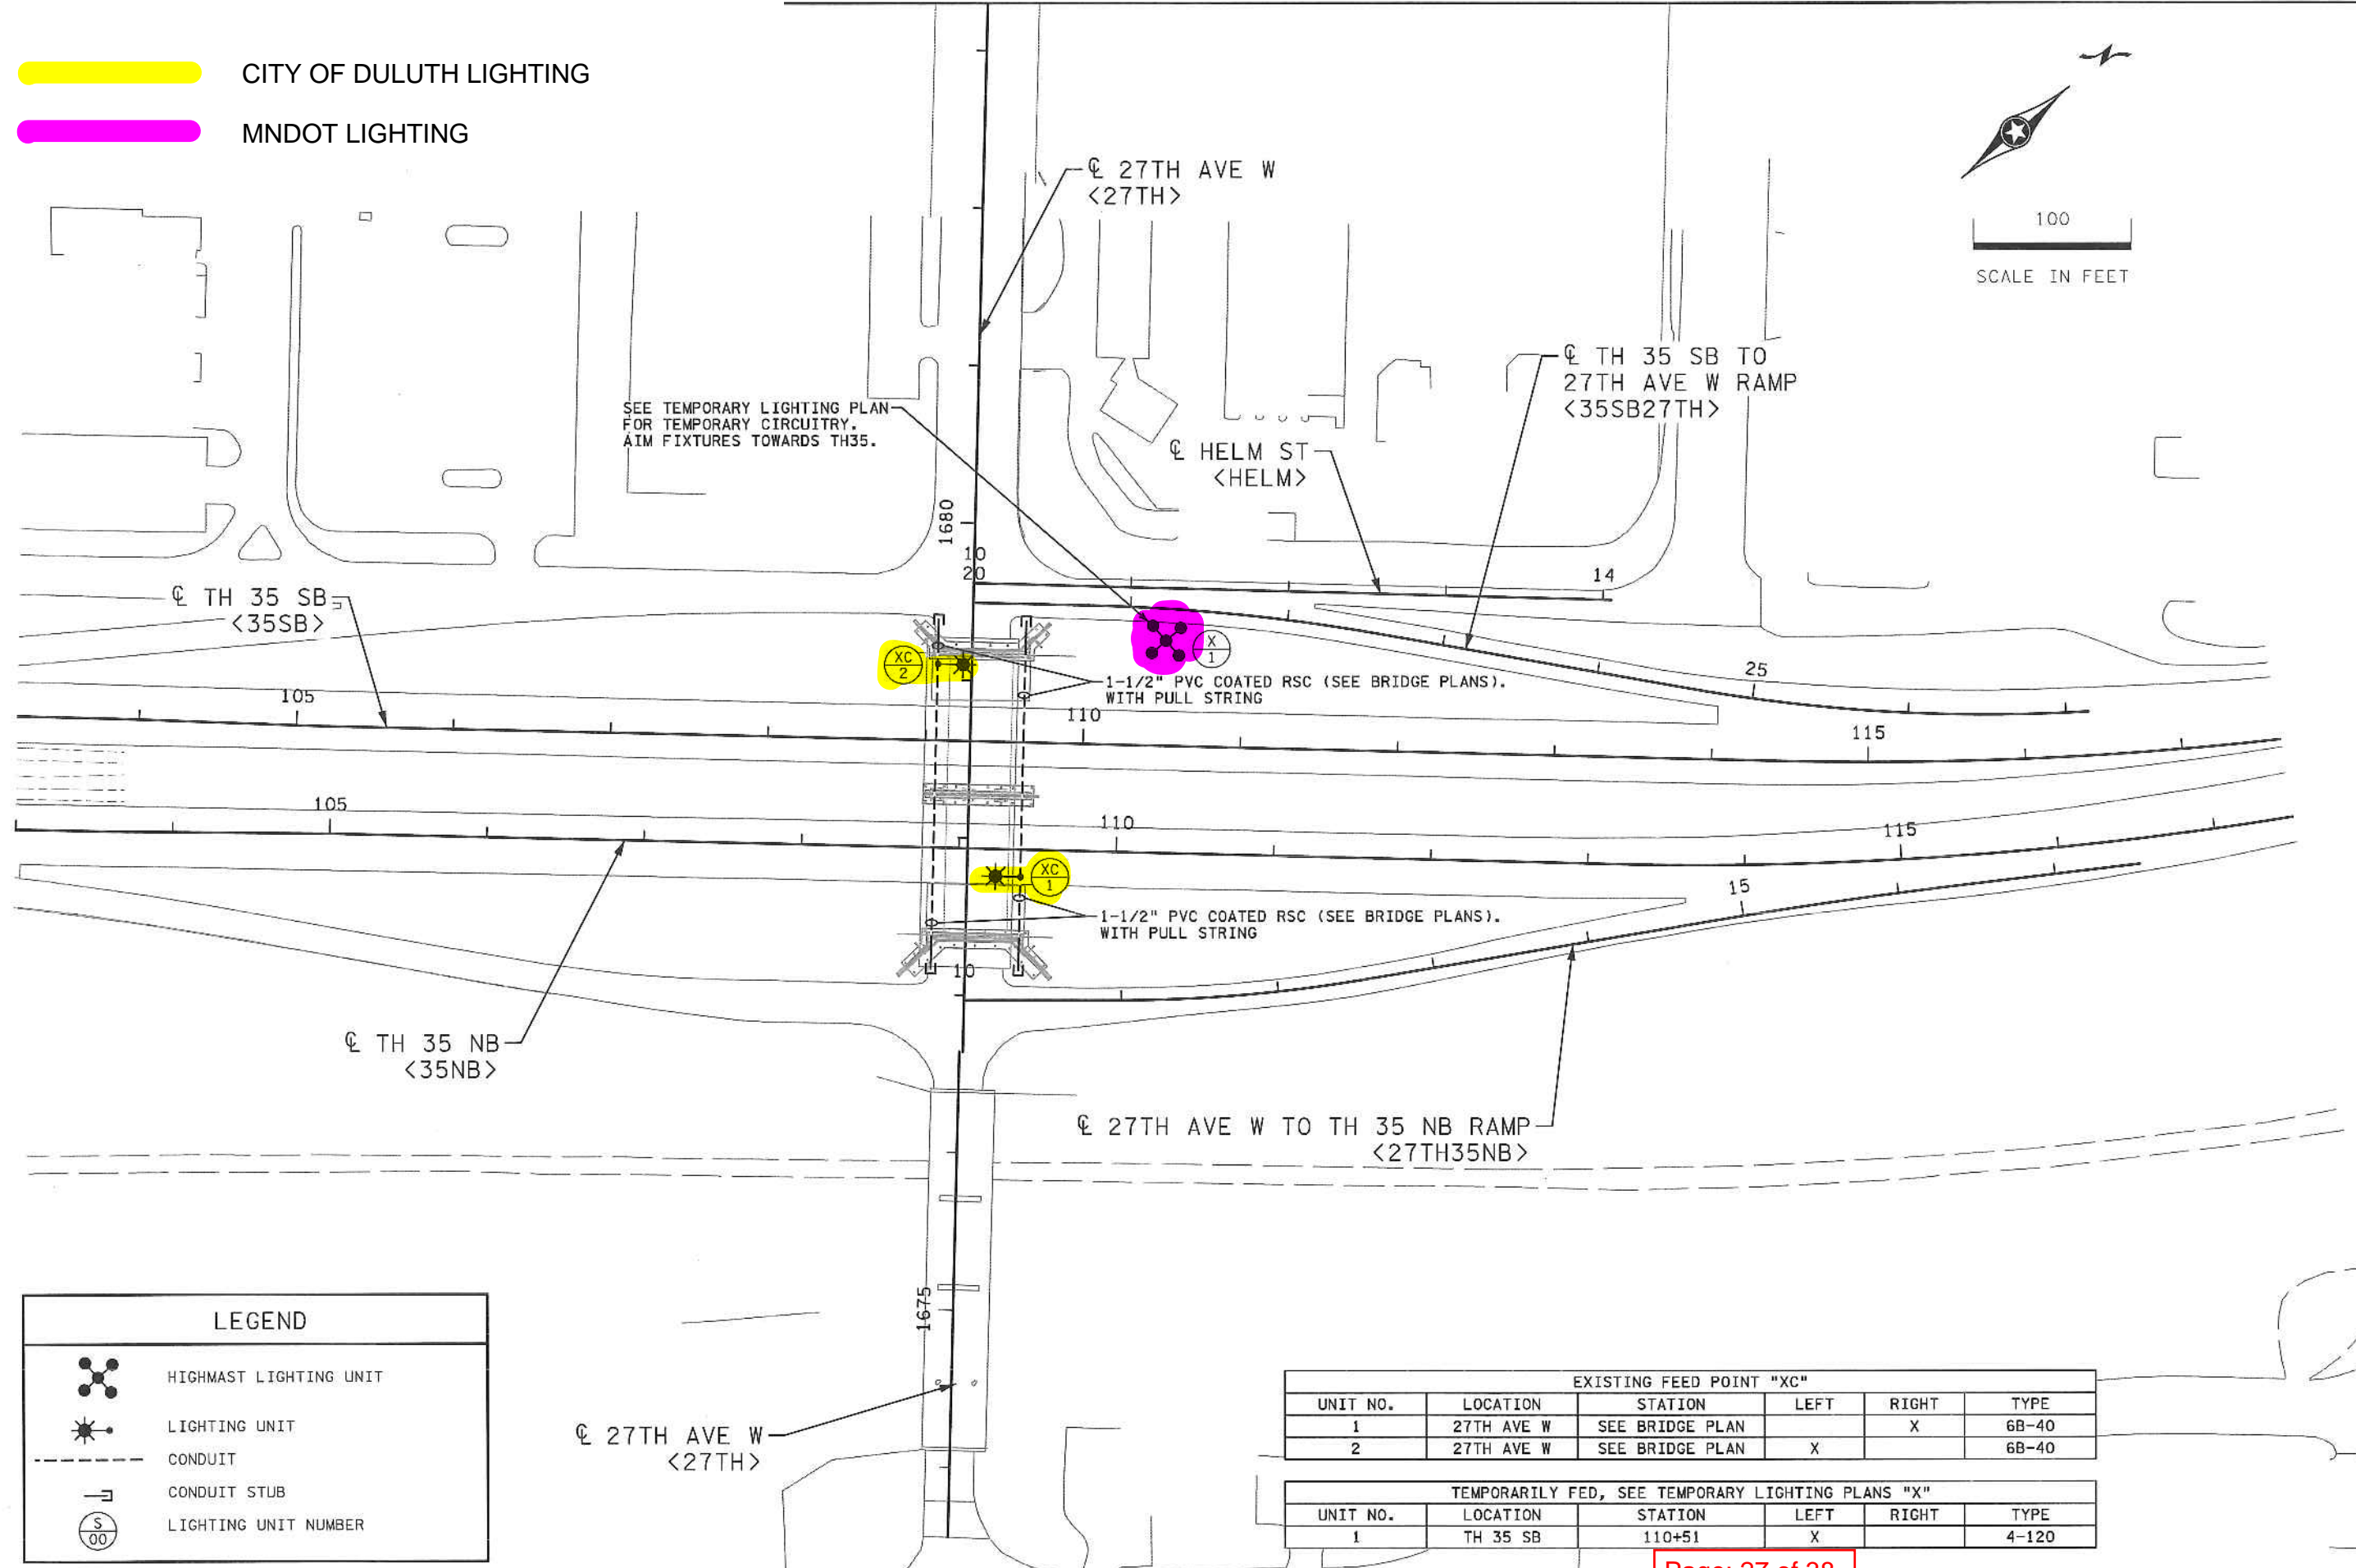 CITY OF DULUTH LIGHTING
MNDOT LIGHTING
℄ 27TH AVE W
<27TH>
100
SCALE IN FEET
℄ TH 35 SB TO
27TH AVE W RAMP
<35SB27TH>
SEE TEMPORARY LIGHTING PLAN
FOR TEMPORARY CIRCUITRY.
AIM FIXTURES TOWARDS TH35.
℄ HELM ST
<HELM>
1680
10
20
14
℄ TH 35 SB
<35SB>
XC
2
X
1
25
1-1/2" PVC COATED RSC (SEE BRIDGE PLANS).
WITH PULL STRING
105
110
115
105
110
115
XC
1
15
1-1/2" PVC COATED RSC (SEE BRIDGE PLANS).
WITH PULL STRING
10
℄ TH 35 NB
<35NB>
℄ 27TH AVE W TO TH 35 NB RAMP
<27TH35NB>
1675
℄ 27TH AVE W
<27TH>
LEGEND
HIGHMAST LIGHTING UNIT
LIGHTING UNIT
CONDUIT
CONDUIT STUB
S
00
LIGHTING UNIT NUMBER
EXISTING FEED POINT "XC"
UNIT NO. LOCATION STATION LEFT RIGHT TYPE
1 27TH AVE W SEE BRIDGE PLAN X 6B-40
2 27TH AVE W SEE BRIDGE PLAN X 6B-40
TEMPORARILY FED, SEE TEMPORARY LIGHTING PLANS "X"
UNIT NO. LOCATION STATION LEFT RIGHT TYPE
1 TH 35 SB 110+51 X 4-120
Page: 27 of 38